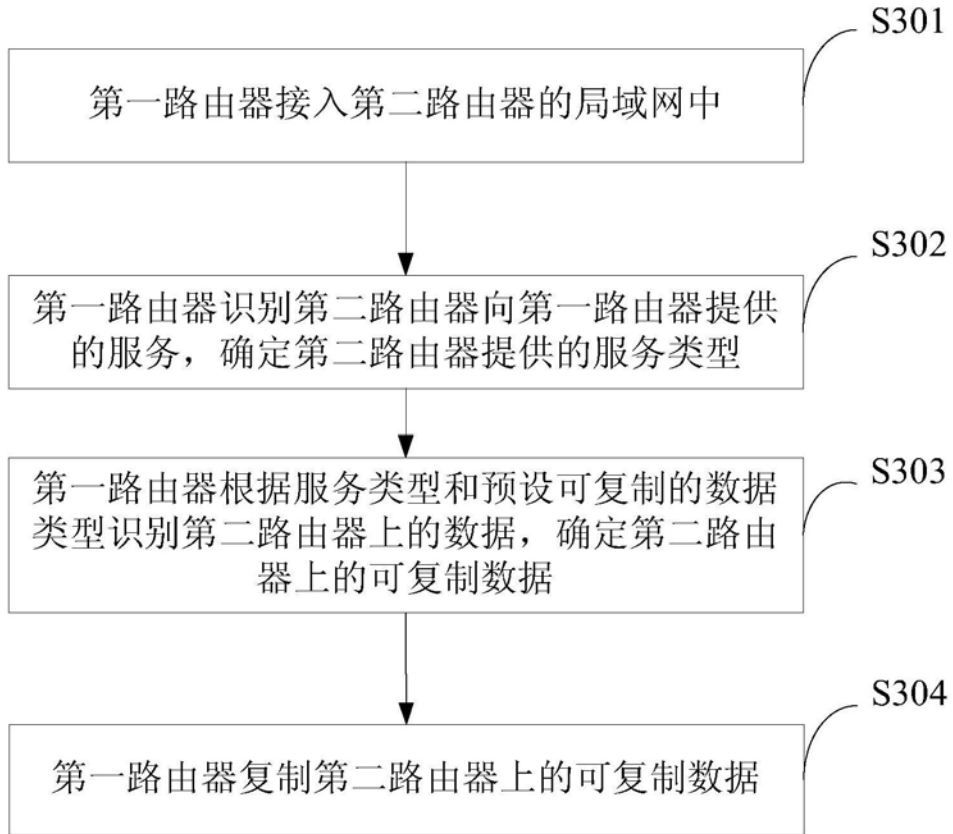 S301
第一路由器接入第二路由器的局域网中
S302
第一路由器识别第二路由器向第一路由器提供
的服务，确定第二路由器提供的服务类型
S303
第一路由器根据服务类型和预设可复制的数据
类型识别第二路由器上的数据，确定第二路由
器上的可复制数据
S304
第一路由器复制第二路由器上的可复制数据